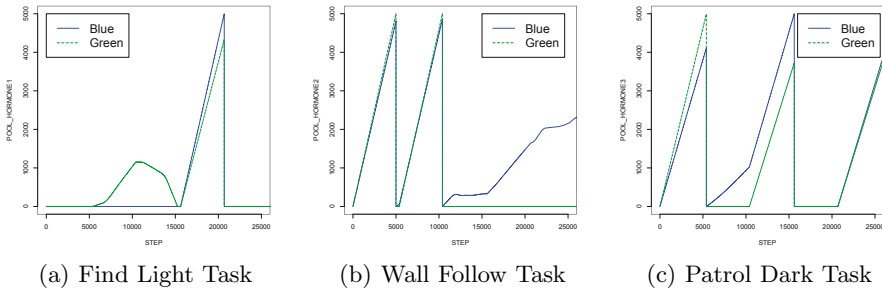 Blue
Green
POOL_HORMONE1
5000
4000
3000
2000
1000
0
0 5000 10000 15000 20000 25000
STEP
(a) Find Light Task
Blue
Green
POOL_HORMONE2
5000
4000
3000
2000
1000
0
0 5000 10000 15000 20000 25000
STEP
(b) Wall Follow Task
Blue
Green
POOL_HORMONE3
5000
4000
3000
2000
1000
0
0 5000 10000 15000 20000 25000
STEP
(c) Patrol Dark Task